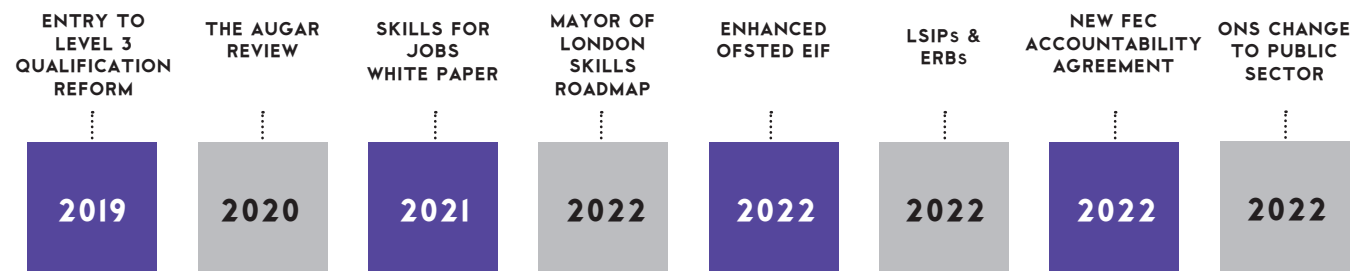 ENTRY TO
LEVEL 3
QUALIFICATION
REFORM
THE AUGAR
REVIEW
SKILLS FOR
JOBS
WHITE PAPER
MAYOR OF
LONDON
SKILLS
ROADMAP
ENHANCED
OFSTED EIF
LSIPs &
ERBs
NEW FEC
ACCOUNTABILITY
AGREEMENT
ONS CHANGE
TO PUBLIC
SECTOR
2019
2020
2021
2022
2022
2022
2022
2022